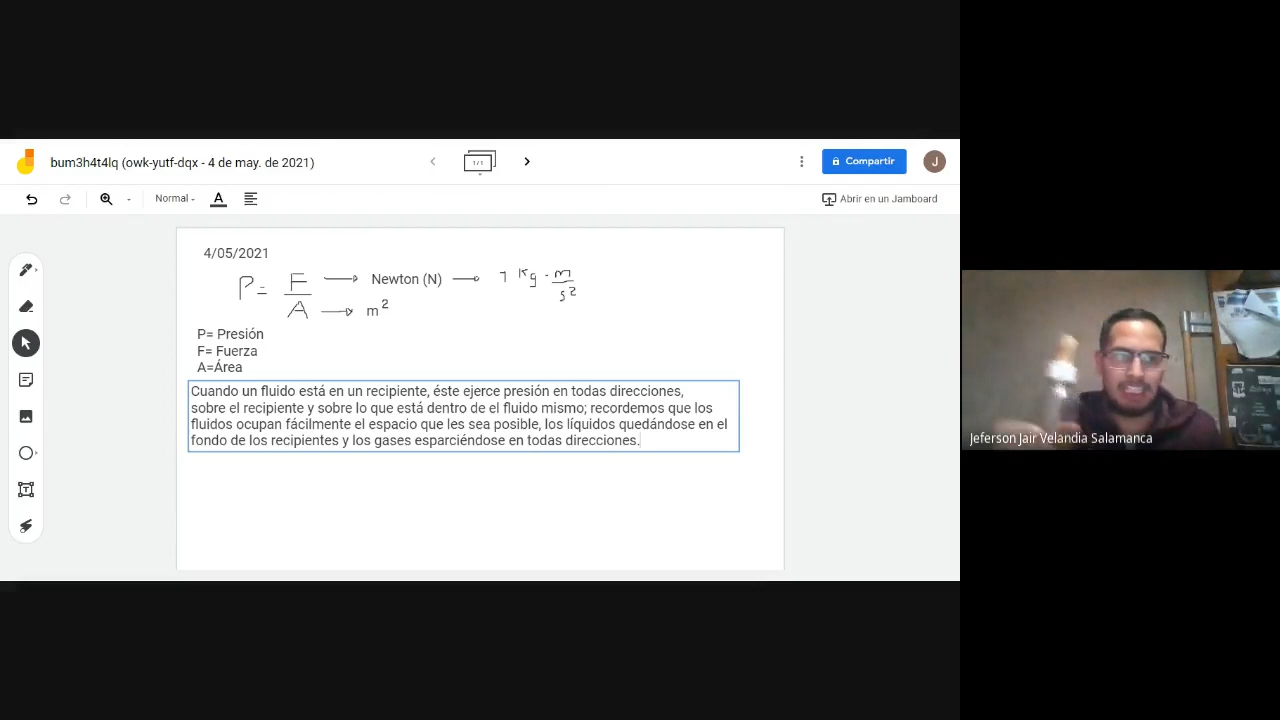 bum3h4t4lq (owk-yutf-dqx - 4 de may. de 2021)
1/1
Compartir
J
Normal
A
Abrir en un Jamboard
4/05/2021
P = F/A → Newton (N) → 1 Kg · m/s²
→ m²
P= Presión
F= Fuerza
A=Área
Cuando un fluido está en un recipiente, éste ejerce presión en todas direcciones,
sobre el recipiente y sobre lo que está dentro de el fluido mismo; recordemos que los
fluidos ocupan fácilmente el espacio que les sea posible, los líquidos quedándose en el
fondo de los recipientes y los gases esparciéndose en todas direcciones.
Jeferson Jair Velandia Salamanca